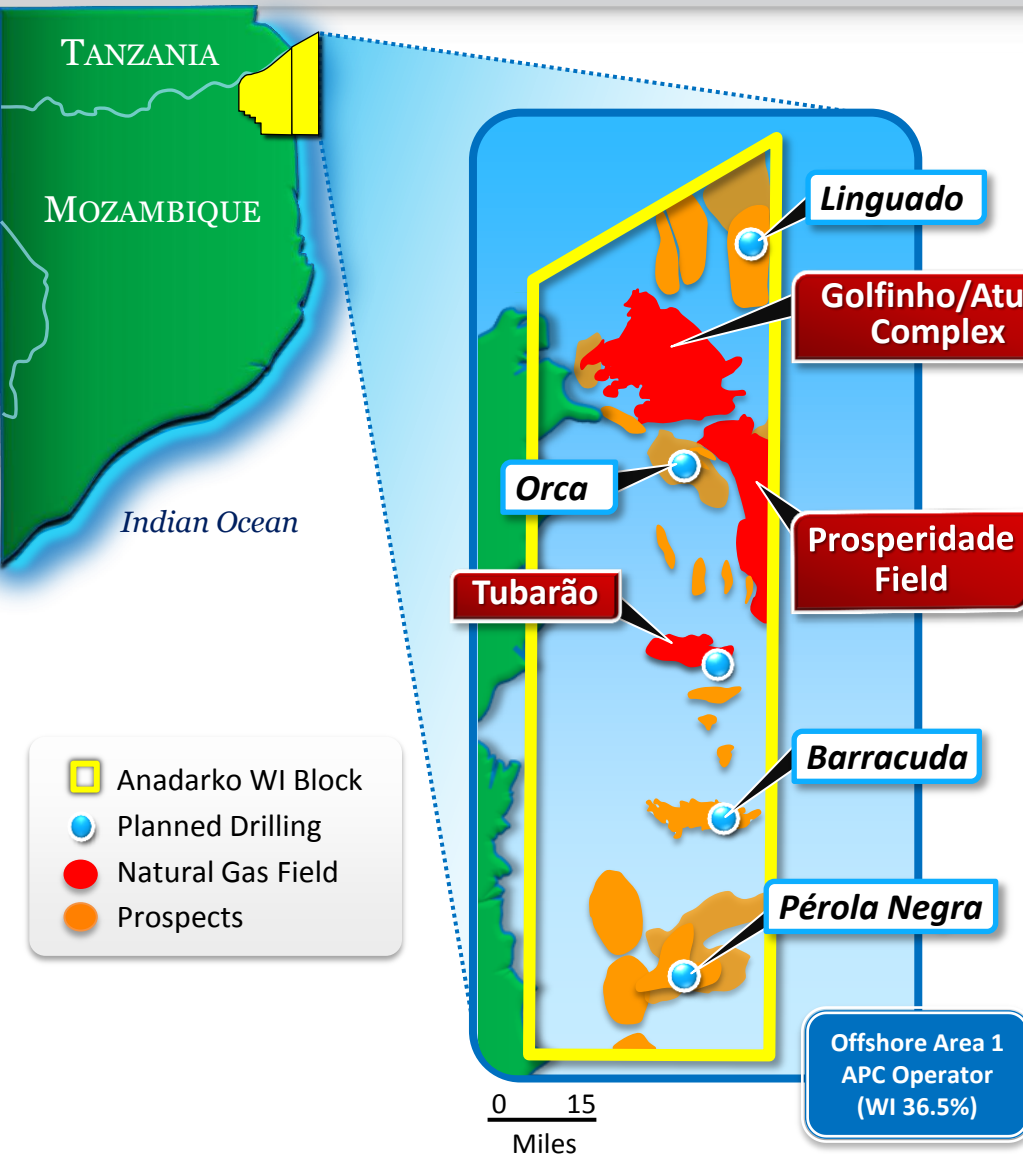 TANZANIA
MOZAMBIQUE
Indian Ocean
Linguado
Golfinho/Atu
Complex
Orca
Prosperidade
Field
Tubarão
Barracuda
Pérola Negra
Anadarko WI Block
Planned Drilling
Natural Gas Field
Prospects
Offshore Area 1
APC Operator
(WI 36.5%)
0 15
Miles